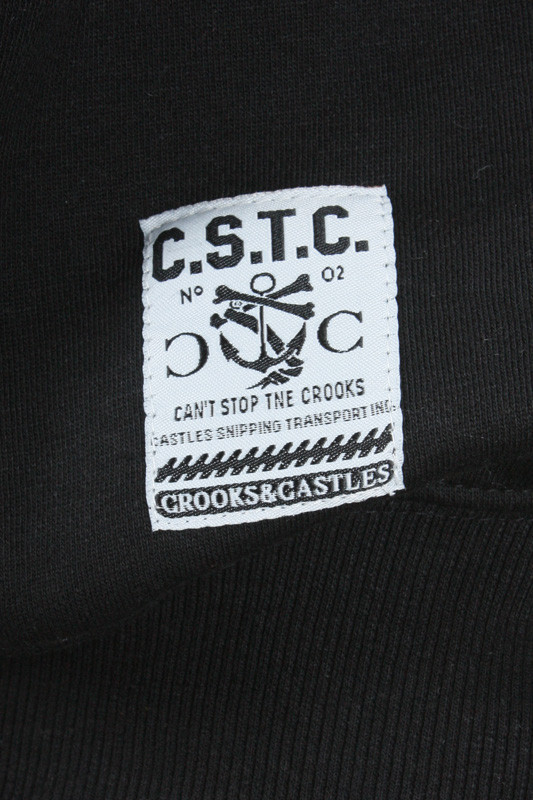 C.S.T.C.
Nº 02
C C
CAN'T STOP TNE CROOKS
CASTLES SNIPPING TRANSPORT INC.
CROOKS&CASTLES